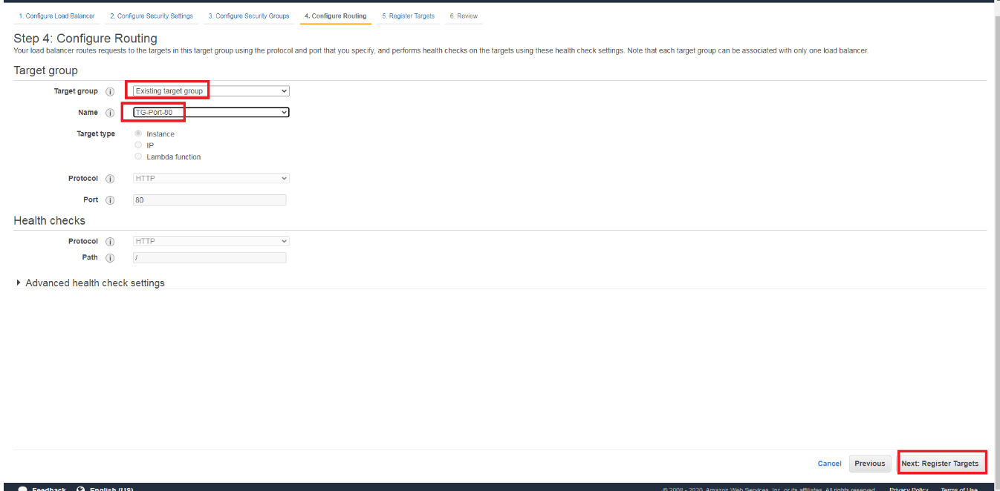 1. Configure Load Balancer 2. Configure Security Settings 3. Configure Security Groups 4. Configure Routing 5. Register Targets 6. Review
Step 4: Configure Routing
Your load balancer routes requests to the targets in this target group using the protocol and port that you specify, and performs health checks on the targets using these health check settings. Note that each target group can be associated with only one load balancer.
Target group
Target group i Existing target group
Name i TG-Port-80
Target type Instance
IP
Lambda function
Protocol i HTTP
Port i 80
Health checks
Protocol i HTTP
Path i /
Advanced health check settings
Cancel Previous Next: Register Targets
Feedback English (US) © 2008 - 2020, Amazon Web Services, Inc. or its affiliates. All rights reserved. Privacy Policy Terms of Use